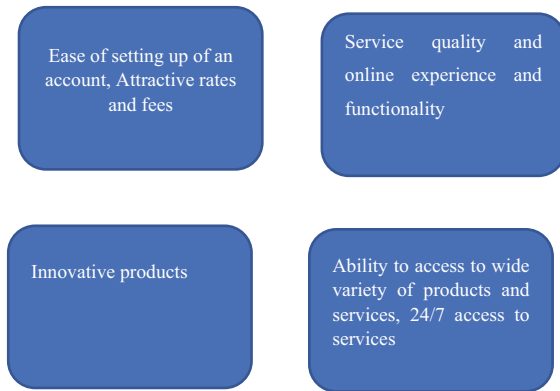 Ease of setting up of an
account, Attractive rates
and fees
Service quality and
online experience and
functionality
Innovative products
Ability to access to wide
variety of products and
services, 24/7 access to
services